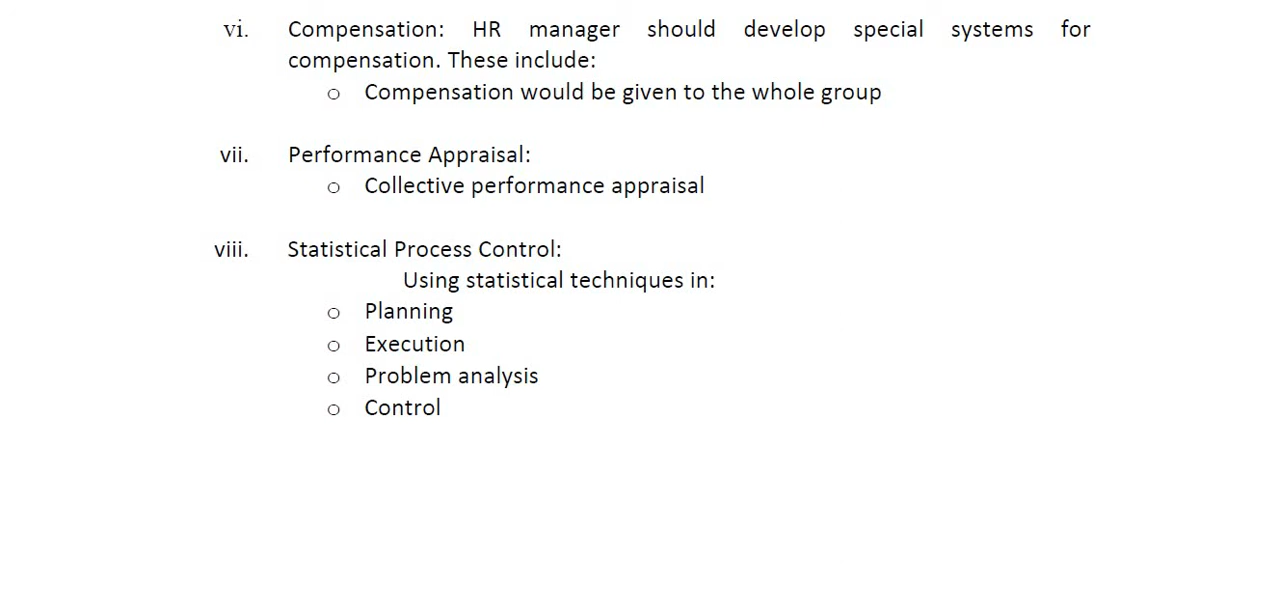 vi. Compensation: HR manager should develop special systems for
compensation. These include:
o Compensation would be given to the whole group
vii. Performance Appraisal:
o Collective performance appraisal
viii. Statistical Process Control:
Using statistical techniques in:
o Planning
o Execution
o Problem analysis
o Control